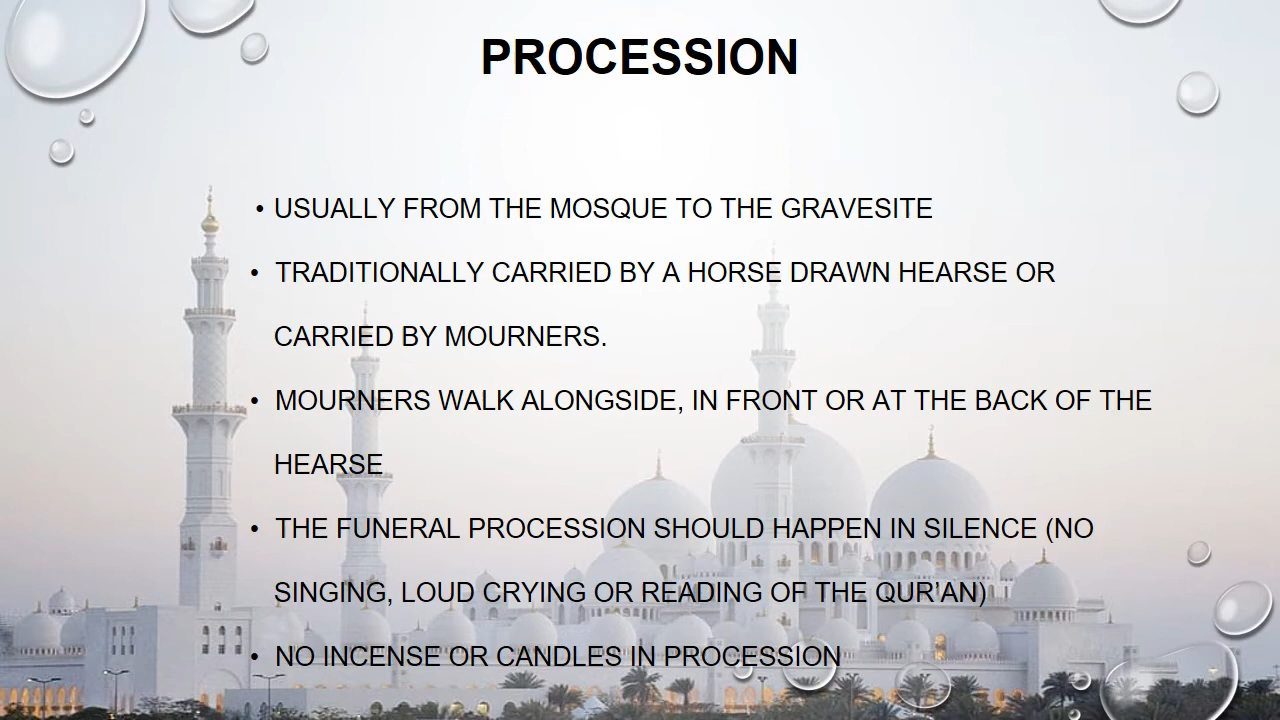 PROCESSION
• USUALLY FROM THE MOSQUE TO THE GRAVESITE
• TRADITIONALLY CARRIED BY A HORSE DRAWN HEARSE OR
CARRIED BY MOURNERS.
• MOURNERS WALK ALONGSIDE, IN FRONT OR AT THE BACK OF THE
HEARSE
• THE FUNERAL PROCESSION SHOULD HAPPEN IN SILENCE (NO
SINGING, LOUD CRYING OR READING OF THE QUR'AN)
• NO INCENSE OR CANDLES IN PROCESSION